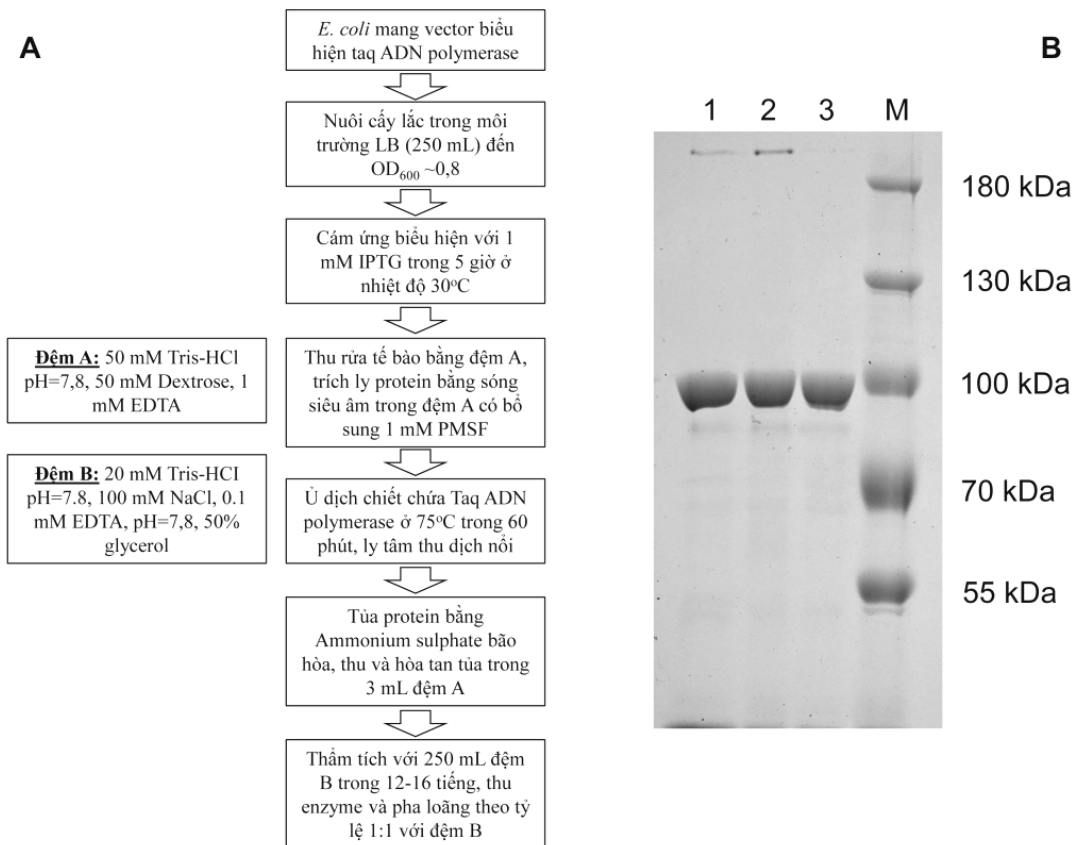 A
E. coli mang vector biểu
hiện taq ADN polymerase
Nuôi cấy lắc trong môi
trường LB (250 mL) đến
OD₆₀₀ ~0,8
Cám ứng biểu hiện với 1
mM IPTG trong 5 giờ ở
nhiệt độ 30°C
Đệm A: 50 mM Tris-HCl
pH=7,8, 50 mM Dextrose, 1
mM EDTA
Thu rửa tế bào bằng đệm A,
trích ly protein bằng sóng
siêu âm trong đệm A có bổ
sung 1 mM PMSF
Đệm B: 20 mM Tris-HCl
pH=7.8, 100 mM NaCl, 0.1
mM EDTA, pH=7,8, 50%
glycerol
Ủ dịch chiết chứa Taq ADN
polymerase ở 75°C trong 60
phút, ly tâm thu dịch nổi
Tủa protein bằng
Ammonium sulphate bão
hòa, thu và hòa tan tủa trong
3 mL đệm A
Thẩm tích với 250 mL đệm
B trong 12-16 tiếng, thu
enzyme và pha loãng theo tỷ
lệ 1:1 với đệm B
B
1 2 3 M
180 kDa
130 kDa
100 kDa
70 kDa
55 kDa